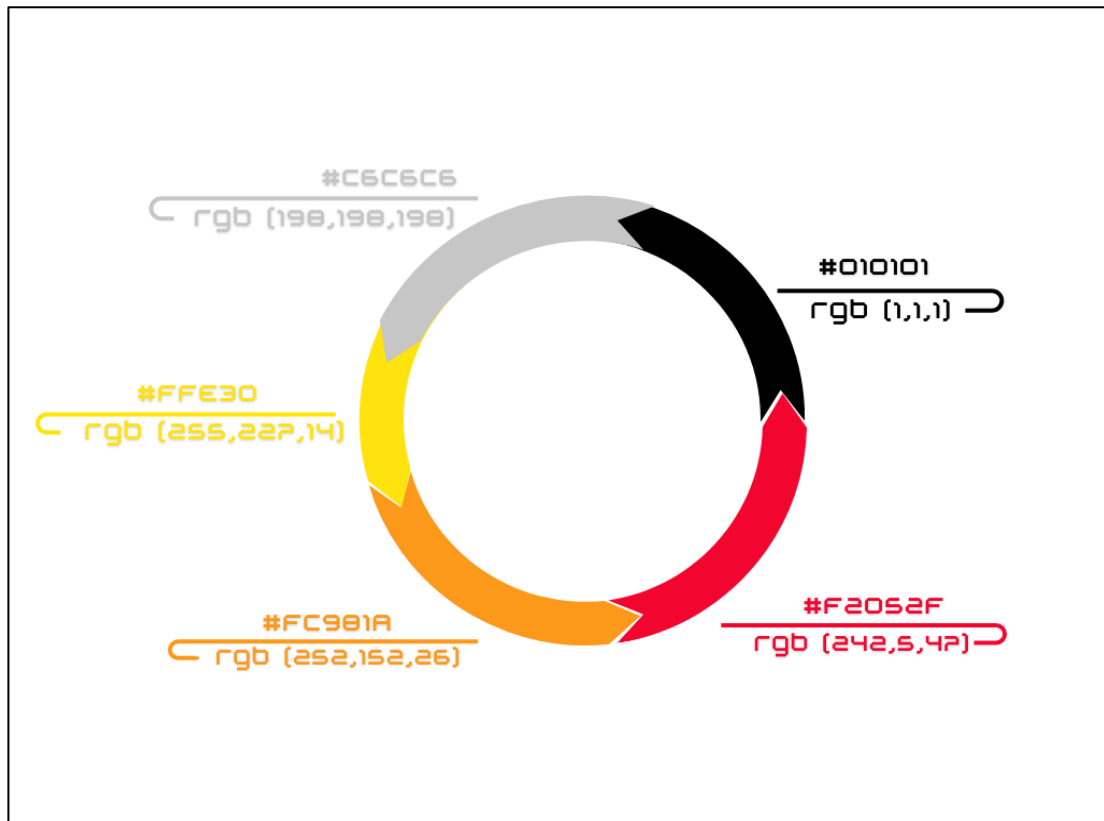 #C6C6C6
rgb (198,198,198)
#010101
rgb (1,1,1)
#FFE30
rgb (255,227,14)
#FC981A
rgb (252,152,26)
#F2052F
rgb (242,5,47)